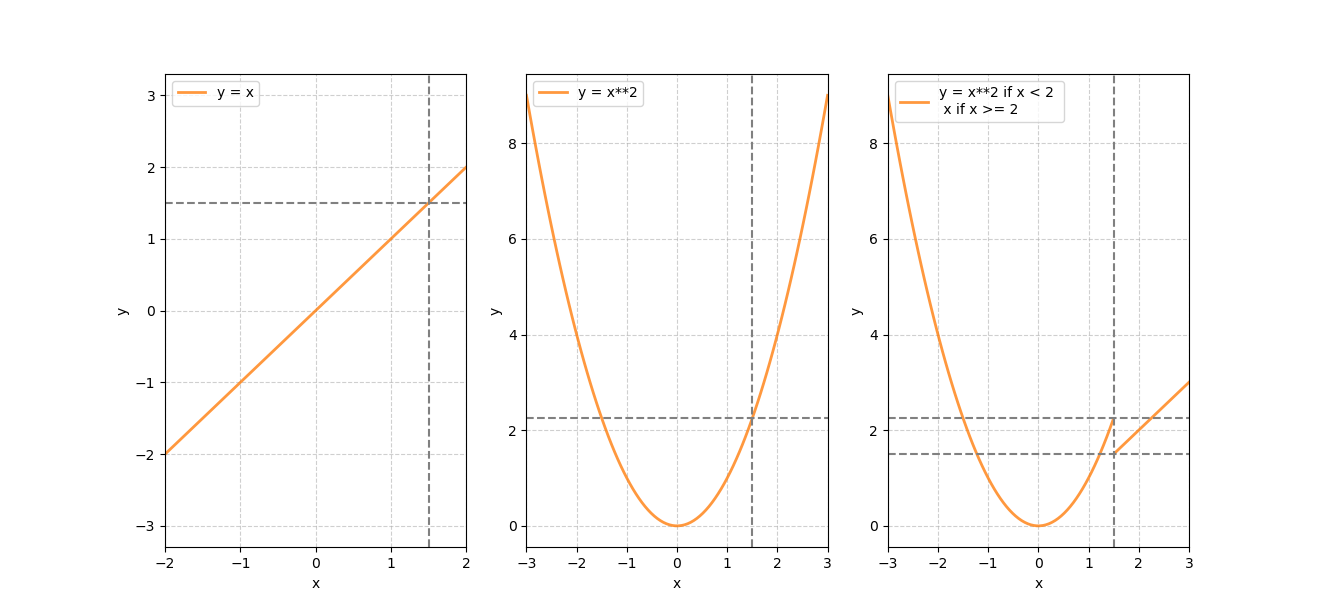 y = x
3
2
1
0
−1
−2
−3
y
−2 −1 0 1 2
x
y = x**2
8
6
4
2
0
y
−3 −2 −1 0 1 2 3
x
y = x**2 if x < 2
x if x >= 2
8
6
4
2
0
y
−3 −2 −1 0 1 2 3
x